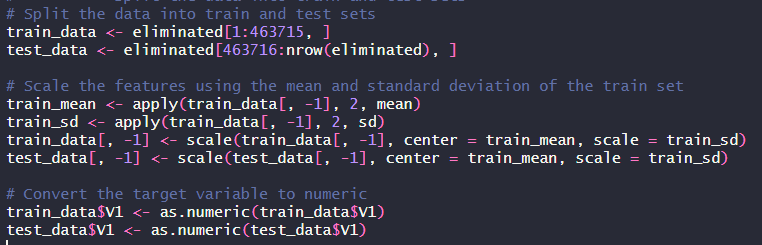 # Split the data into train and test sets
train_data <- eliminated[1:463715, ]
test_data <- eliminated[463716:nrow(eliminated), ]
# Scale the features using the mean and standard deviation of the train set
train_mean <- apply(train_data[, -1], 2, mean)
train_sd <- apply(train_data[, -1], 2, sd)
train_data[, -1] <- scale(train_data[, -1], center = train_mean, scale = train_sd)
test_data[, -1] <- scale(test_data[, -1], center = train_mean, scale = train_sd)
# Convert the target variable to numeric
train_data$V1 <- as.numeric(train_data$V1)
test_data$V1 <- as.numeric(test_data$V1)